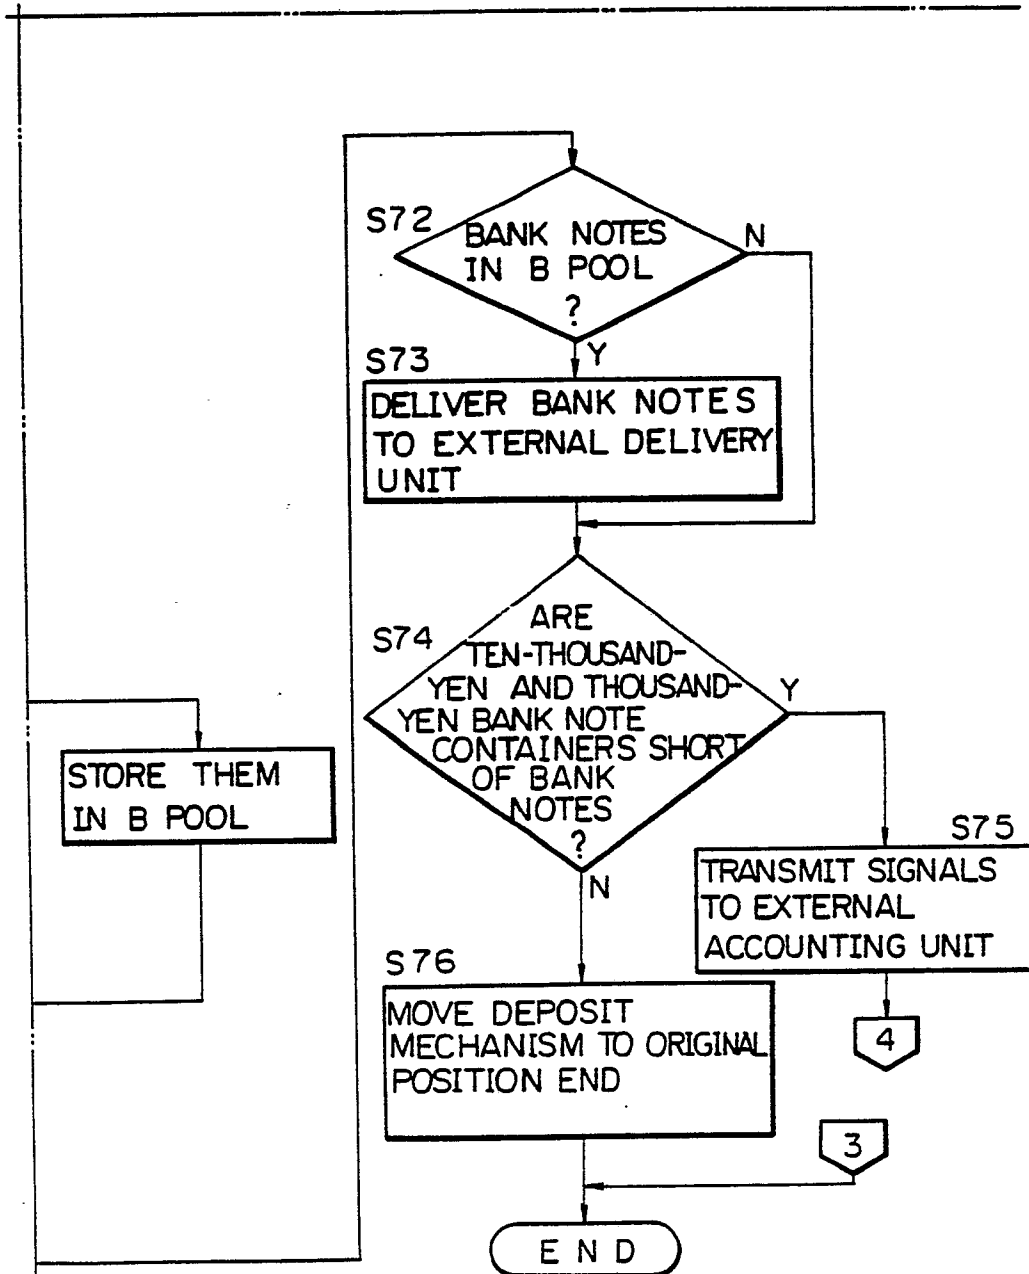 S72
BANK NOTES
IN B POOL
?
N
Y
S73
DELIVER BANK NOTES
TO EXTERNAL DELIVERY
UNIT
S74
ARE
TEN-THOUSAND-
YEN AND THOUSAND-
YEN BANK NOTE
CONTAINERS SHORT
OF BANK
NOTES
?
Y
N
STORE THEM
IN B POOL
S75
TRANSMIT SIGNALS
TO EXTERNAL
ACCOUNTING UNIT
4
S76
MOVE DEPOSIT
MECHANISM TO ORIGINAL
POSITION END
3
END